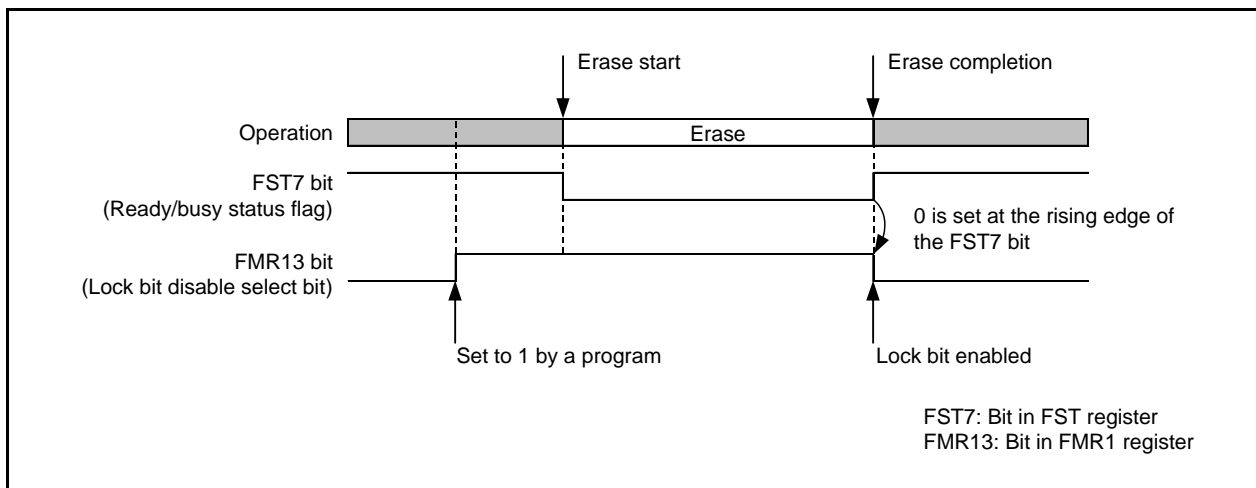 Erase start
Erase completion
Operation
Erase
FST7 bit
(Ready/busy status flag)
0 is set at the rising edge of
the FST7 bit
FMR13 bit
(Lock bit disable select bit)
Set to 1 by a program
Lock bit enabled
FST7: Bit in FST register
FMR13: Bit in FMR1 register